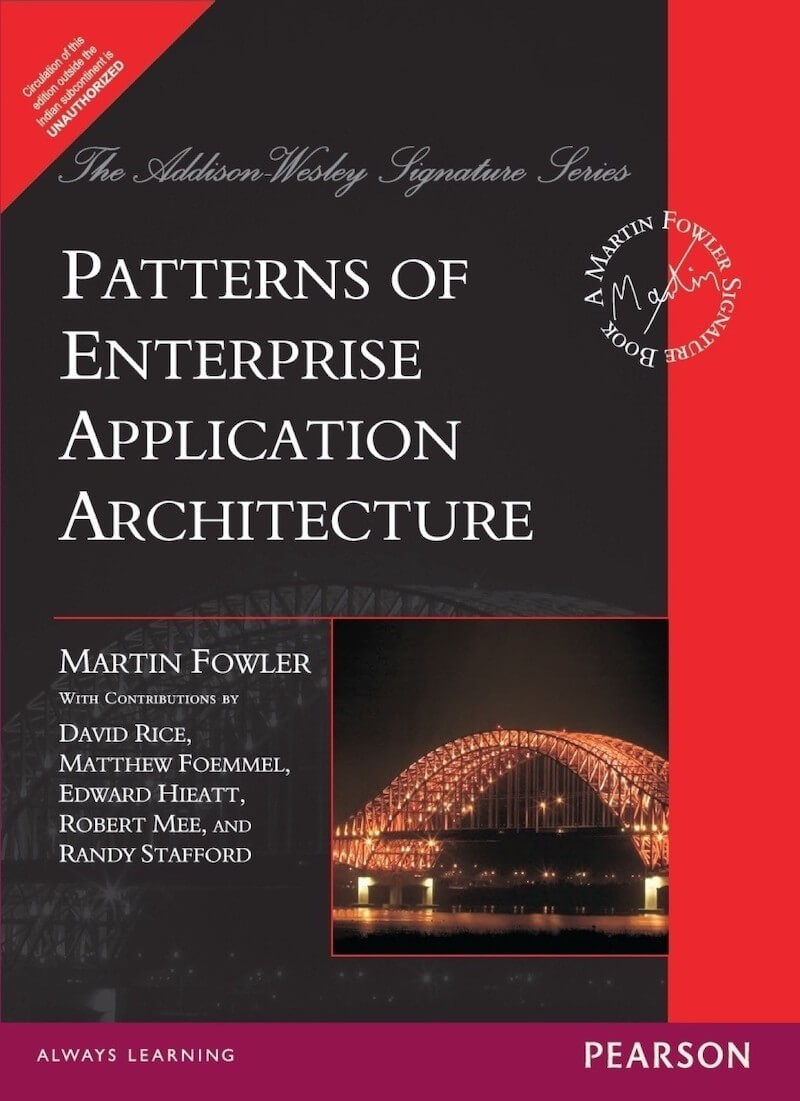 Circulation of this
edition outside the
Indian subcontinent is
UNAUTHORIZED
The Addison-Wesley Signature Series
A MARTIN FOWLER SIGNATURE BOOK
Martin
PATTERNS OF
ENTERPRISE
APPLICATION
ARCHITECTURE
MARTIN FOWLER
WITH CONTRIBUTIONS BY
DAVID RICE,
MATTHEW FOEMMEL,
EDWARD HIEATT,
ROBERT MEE, AND
RANDY STAFFORD
ALWAYS LEARNING
PEARSON